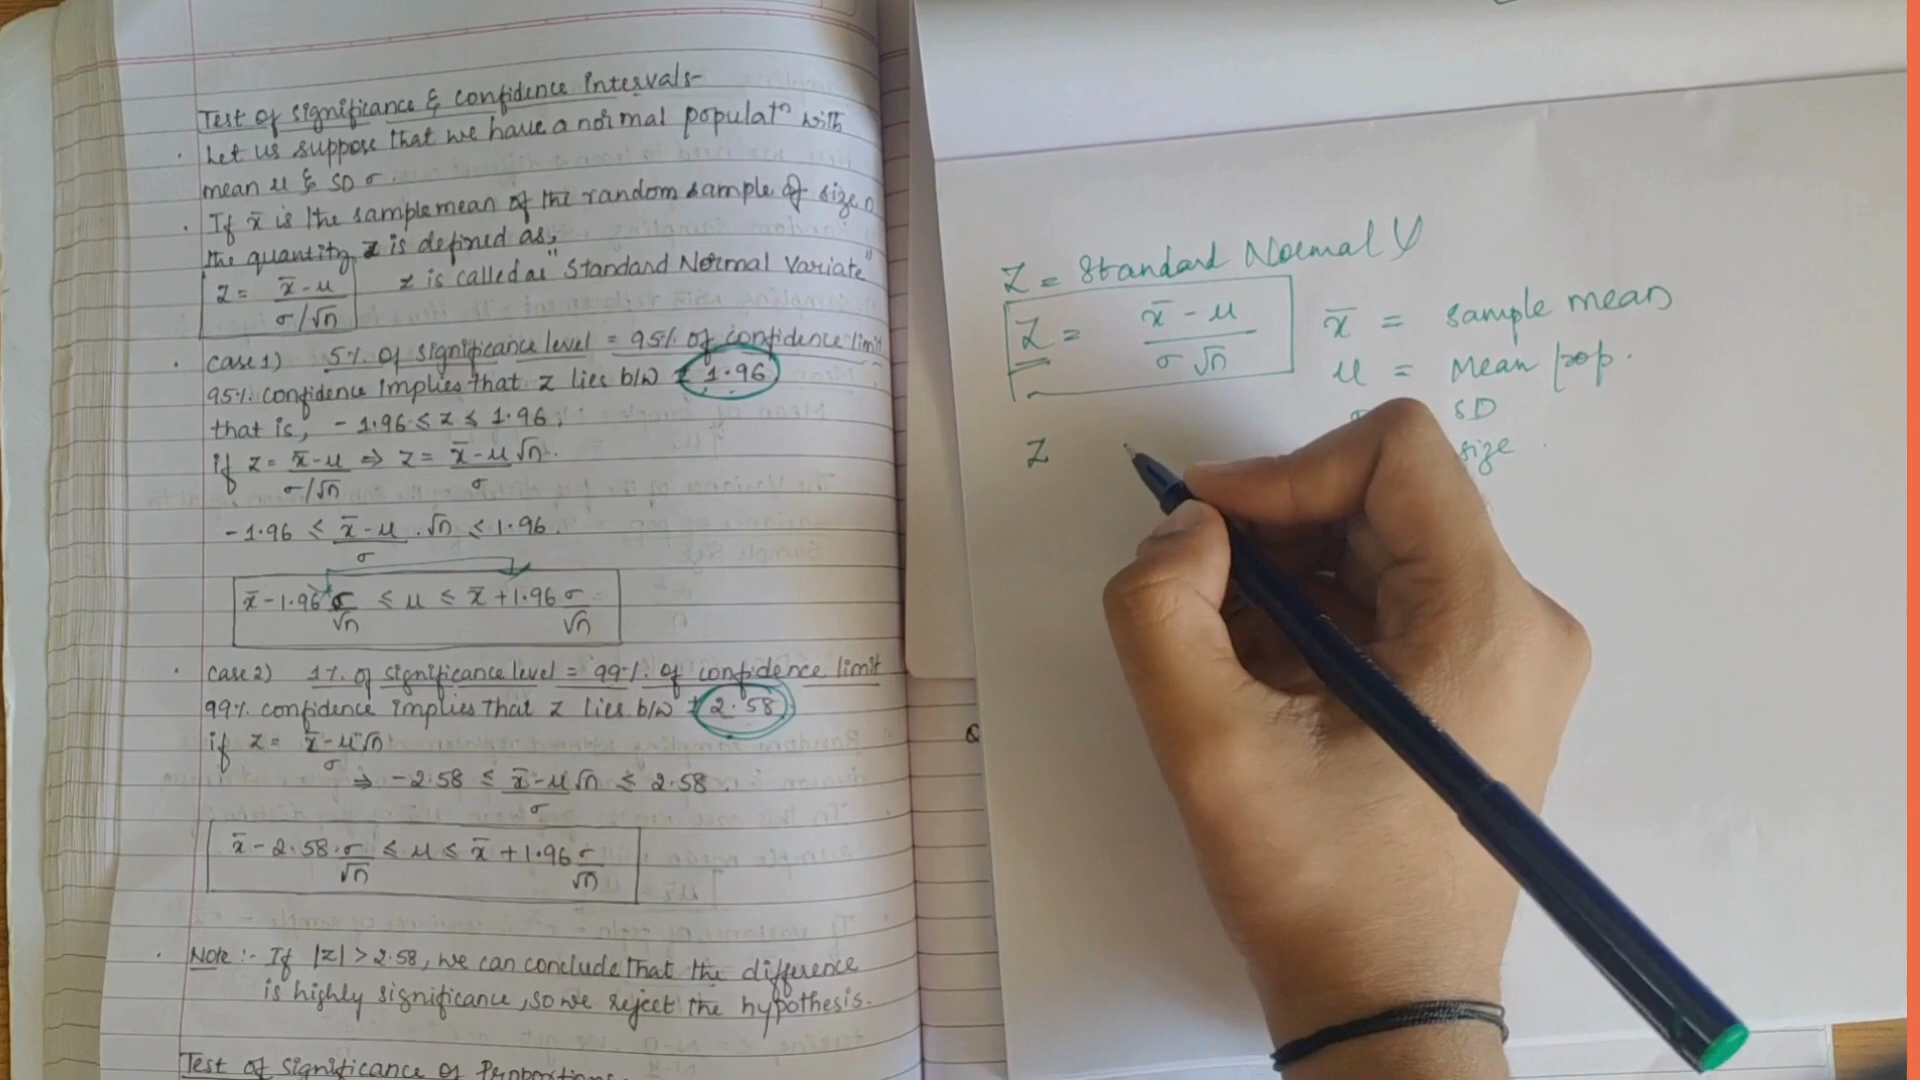 Test of significance & confidence Intervals-
. Let us suppose that we have a normal populatⁿ with
mean μ & SD σ.
. If x̄ is the sample mean of the random sample of size n
the quantity z is defined as,
z = x̄ - μ / σ/√n z is called as "Standard Normal Variate"
. case 1) 5% of significance level = 95% of confidence limit
95% confidence implies that z lies b/w ± 1.96
that is, - 1.96 ≤ z ≤ 1.96,
if z = x̄ - μ / σ/√n ⇒ z = x̄ - μ √n / σ.
- 1.96 ≤ x̄ - μ / σ . √n ≤ 1.96.
x̄ - 1.96 σ/√n ≤ μ ≤ x̄ + 1.96 σ/√n
. case 2) 1% of significance level = 99% of confidence limit
99% confidence implies that z lies b/w ± 2.58
if z = x̄ - μ √n / σ
⇒ - 2.58 ≤ x̄ - μ √n / σ ≤ 2.58.
x̄ - 2.58 . σ/√n ≤ μ ≤ x̄ + 1.96 σ/√n
. Note :- If |z| > 2.58, we can conclude that the difference
is highly significance, so we reject the hypothesis.
Test of significance of Proportions
Z = Standard Normal V
Z = x̄ - μ / σ √n
x̄ = sample mean
μ = Mean pop.
SD
size
Z
Q